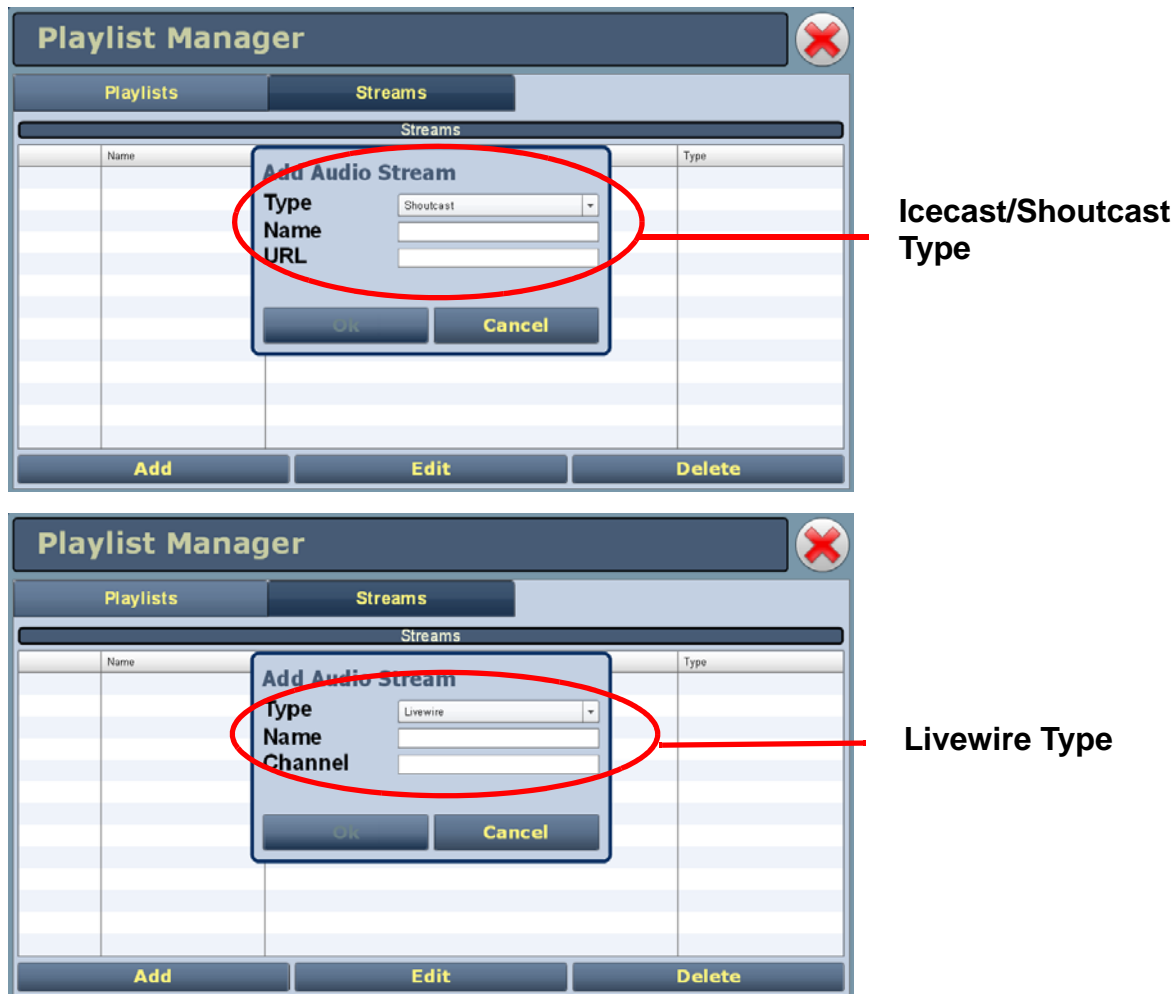 Playlist Manager
Playlists Streams
Streams
Name Type
Add Audio Stream
Type Shoutcast
Name
URL
Ok Cancel
Add Edit Delete
Icecast/Shoutcast
Type
Playlist Manager
Playlists Streams
Streams
Name Type
Add Audio Stream
Type Livewire
Name
Channel
Ok Cancel
Add Edit Delete
Livewire Type